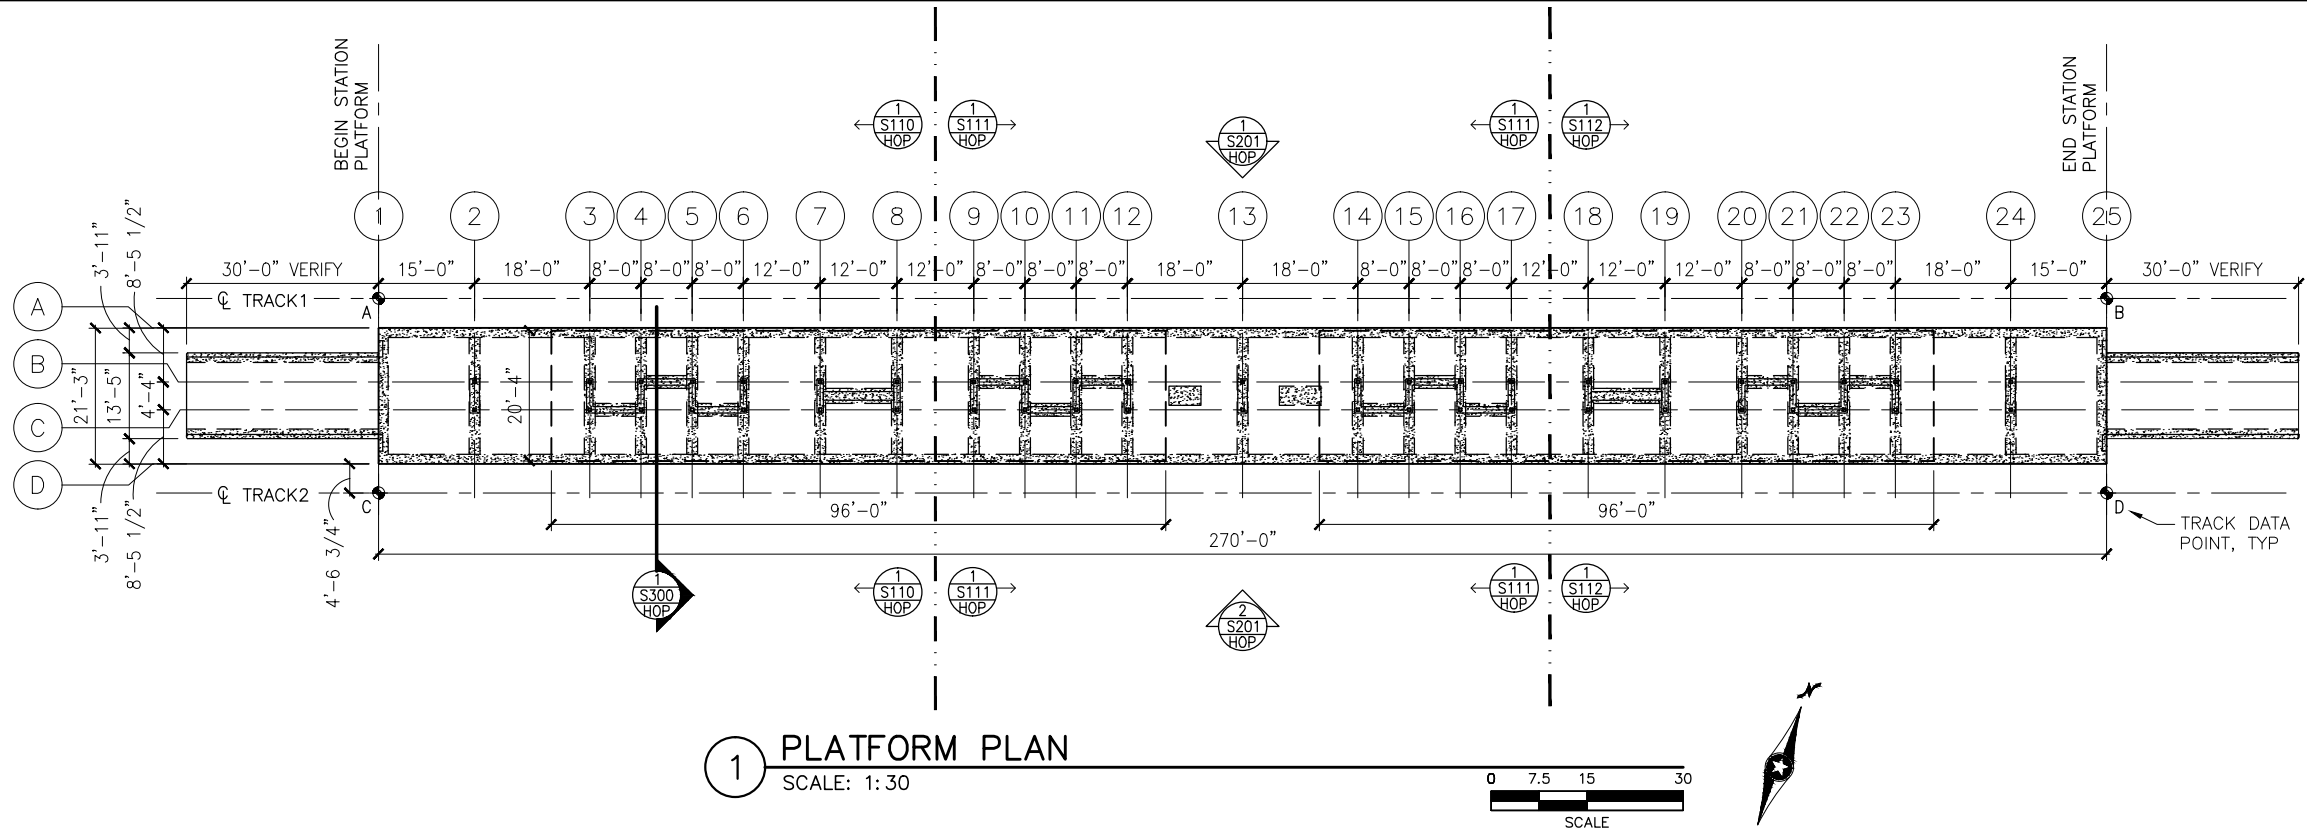 BEGIN STATION
PLATFORM
END STATION
PLATFORM
1
S110
HOP
1
S111
HOP
1
S201
HOP
1
S111
HOP
1
S112
HOP
1 2 3 4 5 6 7 8 9 10 11 12 13 14 15 16 17 18 19 20 21 22 23 24 25
30'-0" VERIFY 15'-0" 18'-0" 8'-0" 8'-0" 8'-0" 12'-0" 12'-0" 12'-0" 8'-0" 8'-0" 8'-0" 18'-0" 18'-0" 8'-0" 8'-0" 8'-0" 12'-0" 12'-0" 12'-0" 8'-0" 8'-0" 8'-0" 18'-0" 15'-0" 30'-0" VERIFY
3'-11"
8'-5 1/2"
℄ TRACK1
A
B
A
B
C
D
21'-3"
13'-5"
4'-4"
20'-4"
℄ TRACK2
C
D
3'-11"
8'-5 1/2"
4'-6 3/4"
96'-0"
96'-0"
270'-0"
TRACK DATA
POINT, TYP
1
S300
HOP
1
S110
HOP
1
S111
HOP
2
S201
HOP
1
S111
HOP
1
S112
HOP
N
1
PLATFORM PLAN
SCALE: 1:30
0 7.5 15 30
SCALE